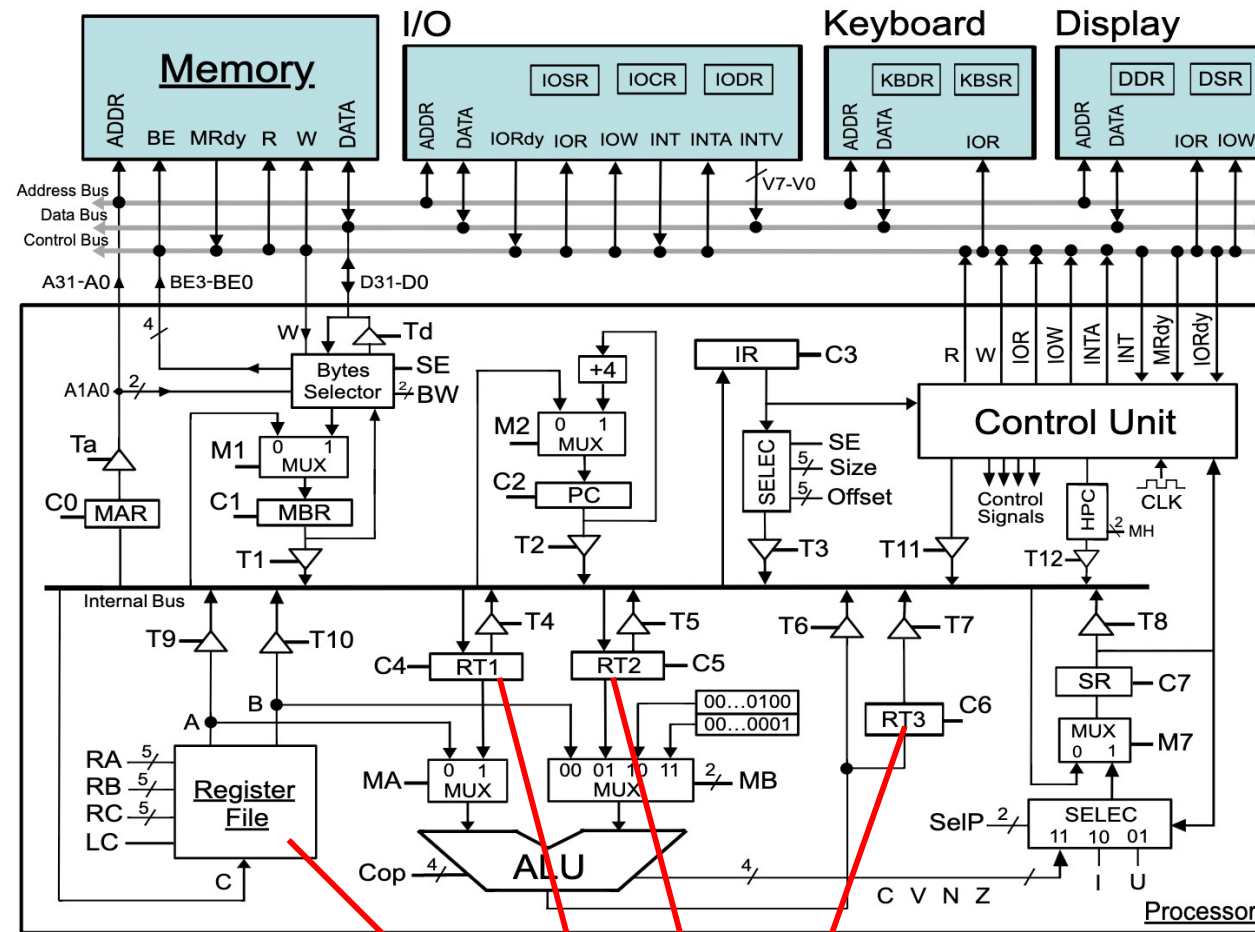 I/O
Keyboard
Display
Memory
IOSR
IOCR
IODR
KBDR
KBSR
DDR
DSR
ADDR
BE
MRdy
R
W
DATA
ADDR
DATA
IORdy
IOR
IOW
INT
INTA
INTV
ADDR
DATA
IOR
ADDR
DATA
IOR
IOW
V7-V0
Address Bus
Data Bus
Control Bus
A31-A0
BE3-BE0
D31-D0
4
W
Td
Bytes
Selector
SE
2
BW
A1A0
2
+4
IR
C3
R
W
IOR
IOW
INTA
INT
MRdy
IORdy
Control Unit
Ta
M1
0
1
MUX
M2
0
1
MUX
SELEC
SE
5
Size
5
Offset
C0
MAR
C1
MBR
C2
PC
Control
Signals
HPC
2
MH
CLK
T1
T2
T3
T11
T12
Internal Bus
T9
T10
T4
T5
T6
T7
T8
C4
RT1
RT2
C5
SR
C7
A
B
00...0100
00...0001
RT3
C6
MUX
0
1
M7
RA
5
RB
5
RC
5
LC
Register
File
MA
0
1
MUX
00
01
10
11
MUX
2
MB
SelP
2
SELEC
11
10
01
Cop
4
ALU
4
C V N Z
I
U
C
Processor